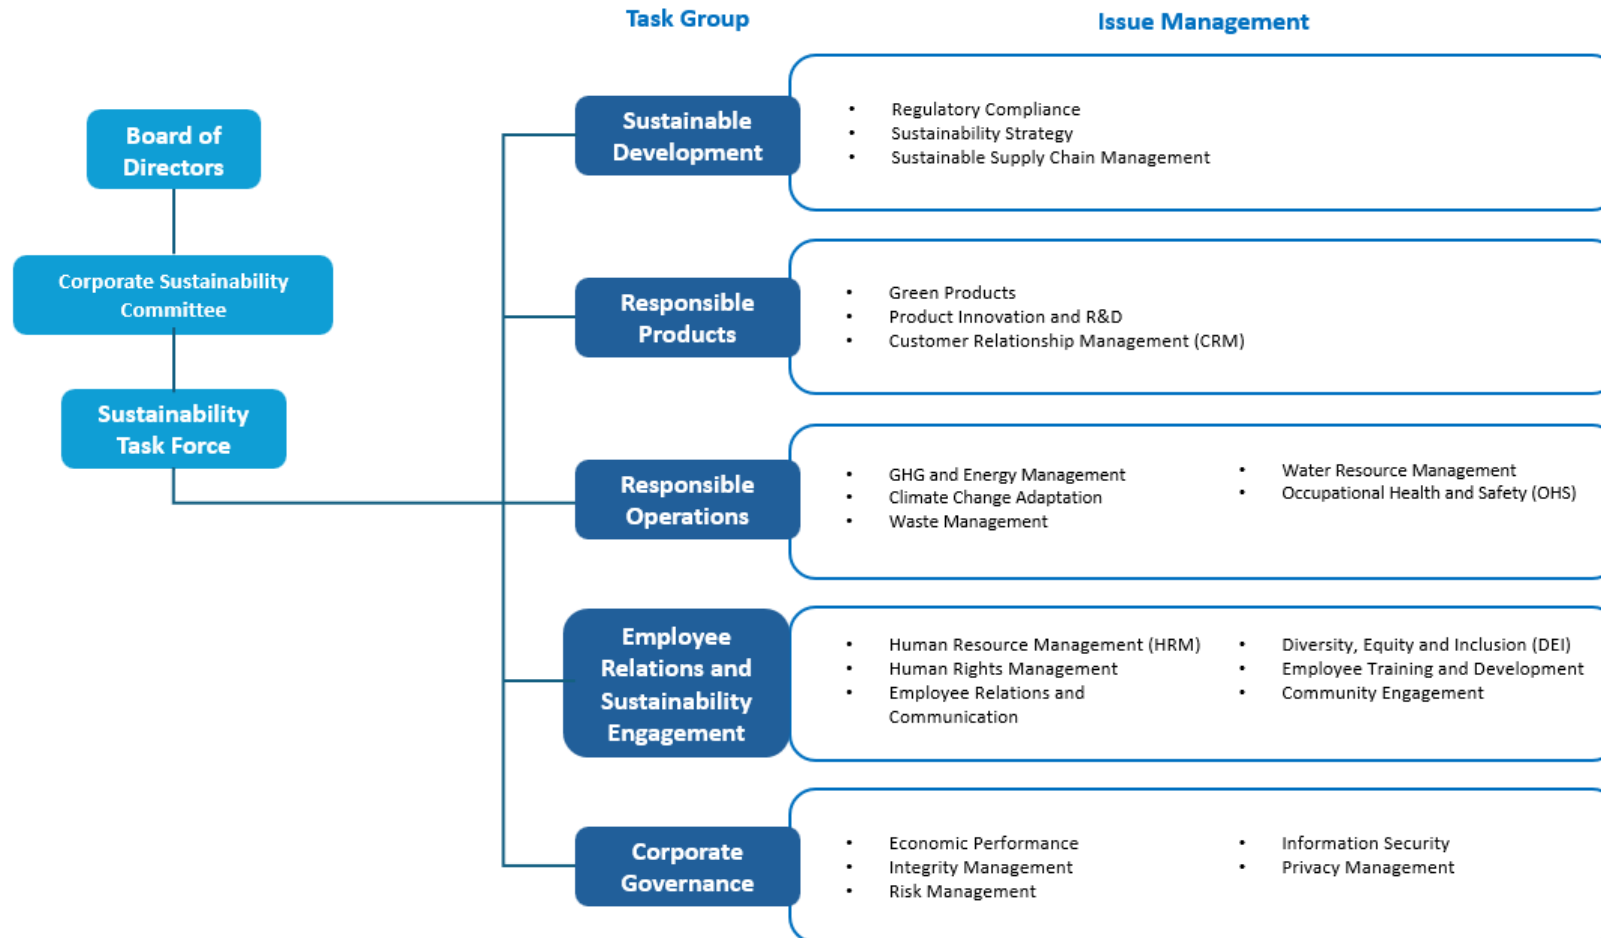 Task Group
Issue Management
Board of
Directors
Corporate Sustainability
Committee
Sustainability
Task Force
Sustainable
Development
• Regulatory Compliance
• Sustainability Strategy
• Sustainable Supply Chain Management
Responsible
Products
• Green Products
• Product Innovation and R&D
• Customer Relationship Management (CRM)
Responsible
Operations
• GHG and Energy Management
• Climate Change Adaptation
• Waste Management
• Water Resource Management
• Occupational Health and Safety (OHS)
Employee
Relations and
Sustainability
Engagement
• Human Resource Management (HRM)
• Human Rights Management
• Employee Relations and
Communication
• Diversity, Equity and Inclusion (DEI)
• Employee Training and Development
• Community Engagement
Corporate
Governance
• Economic Performance
• Integrity Management
• Risk Management
• Information Security
• Privacy Management